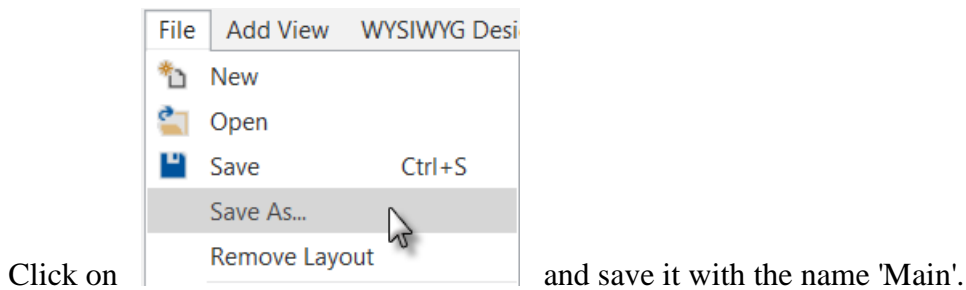 File Add View WYSIWYG Desi
New
Open
Save Ctrl+S
Save As...
Remove Layout
Click on and save it with the name 'Main'.